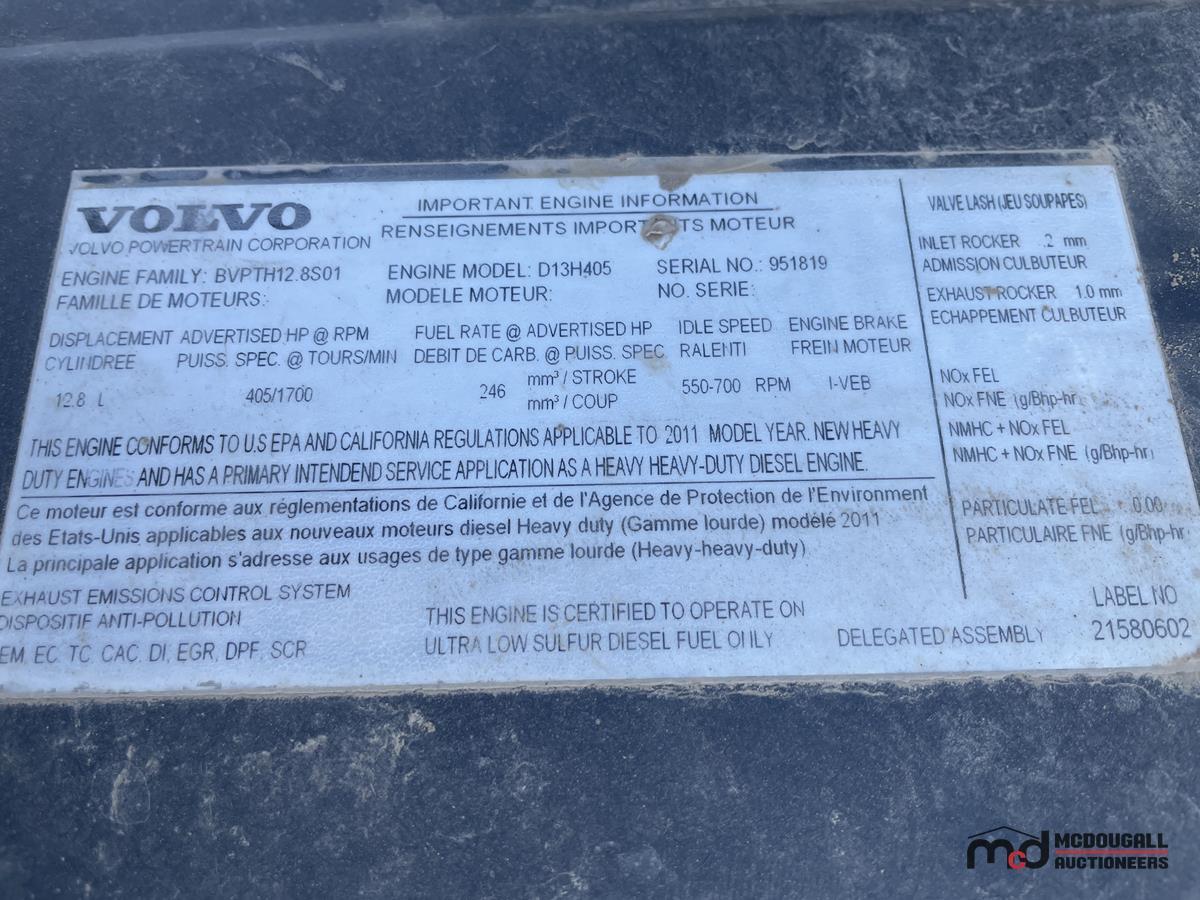 VOLVO
VOLVO POWERTRAIN CORPORATION
IMPORTANT ENGINE INFORMATION
RENSEIGNEMENTS IMPORTANTS MOTEUR
ENGINE FAMILY: BVPTH12.8S01
FAMILLE DE MOTEURS:
ENGINE MODEL: D13H405
MODELE MOTEUR:
SERIAL NO.: 951819
NO. SERIE:
DISPLACEMENT
CYLINDREE
12.8 L
ADVERTISED HP @ RPM
PUISS. SPEC. @ TOURS/MIN
405/1700
FUEL RATE @ ADVERTISED HP
DEBIT DE CARB. @ PUISS. SPEC
246 mm³ / STROKE
mm³ / COUP
IDLE SPEED
RALENTI
550-700 RPM
ENGINE BRAKE
FREIN MOTEUR
I-VEB
THIS ENGINE CONFORMS TO U.S EPA AND CALIFORNIA REGULATIONS APPLICABLE TO 2011 MODEL YEAR. NEW HEAVY
DUTY ENGINES AND HAS A PRIMARY INTENDEND SERVICE APPLICATION AS A HEAVY HEAVY-DUTY DIESEL ENGINE.
Ce moteur est conforme aux réglementations de Californie et de l'Agence de Protection de l'Environment
des Etats-Unis applicables aux nouveaux moteurs diesel Heavy duty (Gamme lourde) modélé 2011
La principale application s'adresse aux usages de type gamme lourde (Heavy-heavy-duty)
EXHAUST EMISSIONS CONTROL SYSTEM
DISPOSITIF ANTI-POLLUTION
EM, EC, TC, CAC, DI, EGR, DPF, SCR
THIS ENGINE IS CERTIFIED TO OPERATE ON
ULTRA LOW SULFUR DIESEL FUEL ONLY
DELEGATED ASSEMBLY
VALVE LASH (JEU SOUPAPES)
INLET ROCKER .2 mm
ADMISSION CULBUTEUR
EXHAUST ROCKER 1.0 mm
ECHAPPEMENT CULBUTEUR
NOx FEL
NOx FNE (g/Bhp-hr)
NMHC + NOx FEL
NMHC + NOx FNE (g/Bhp-hr)
PARTICULATE FEL 0.00
PARTICULAIRE FNE (g/Bhp-hr
LABEL NO
21580602
mcd MCDOUGALL
AUCTIONEERS